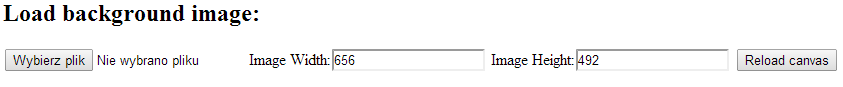 Load background image:
Wybierz plik Nie wybrano pliku Image Width: 656 Image Height: 492 Reload canvas